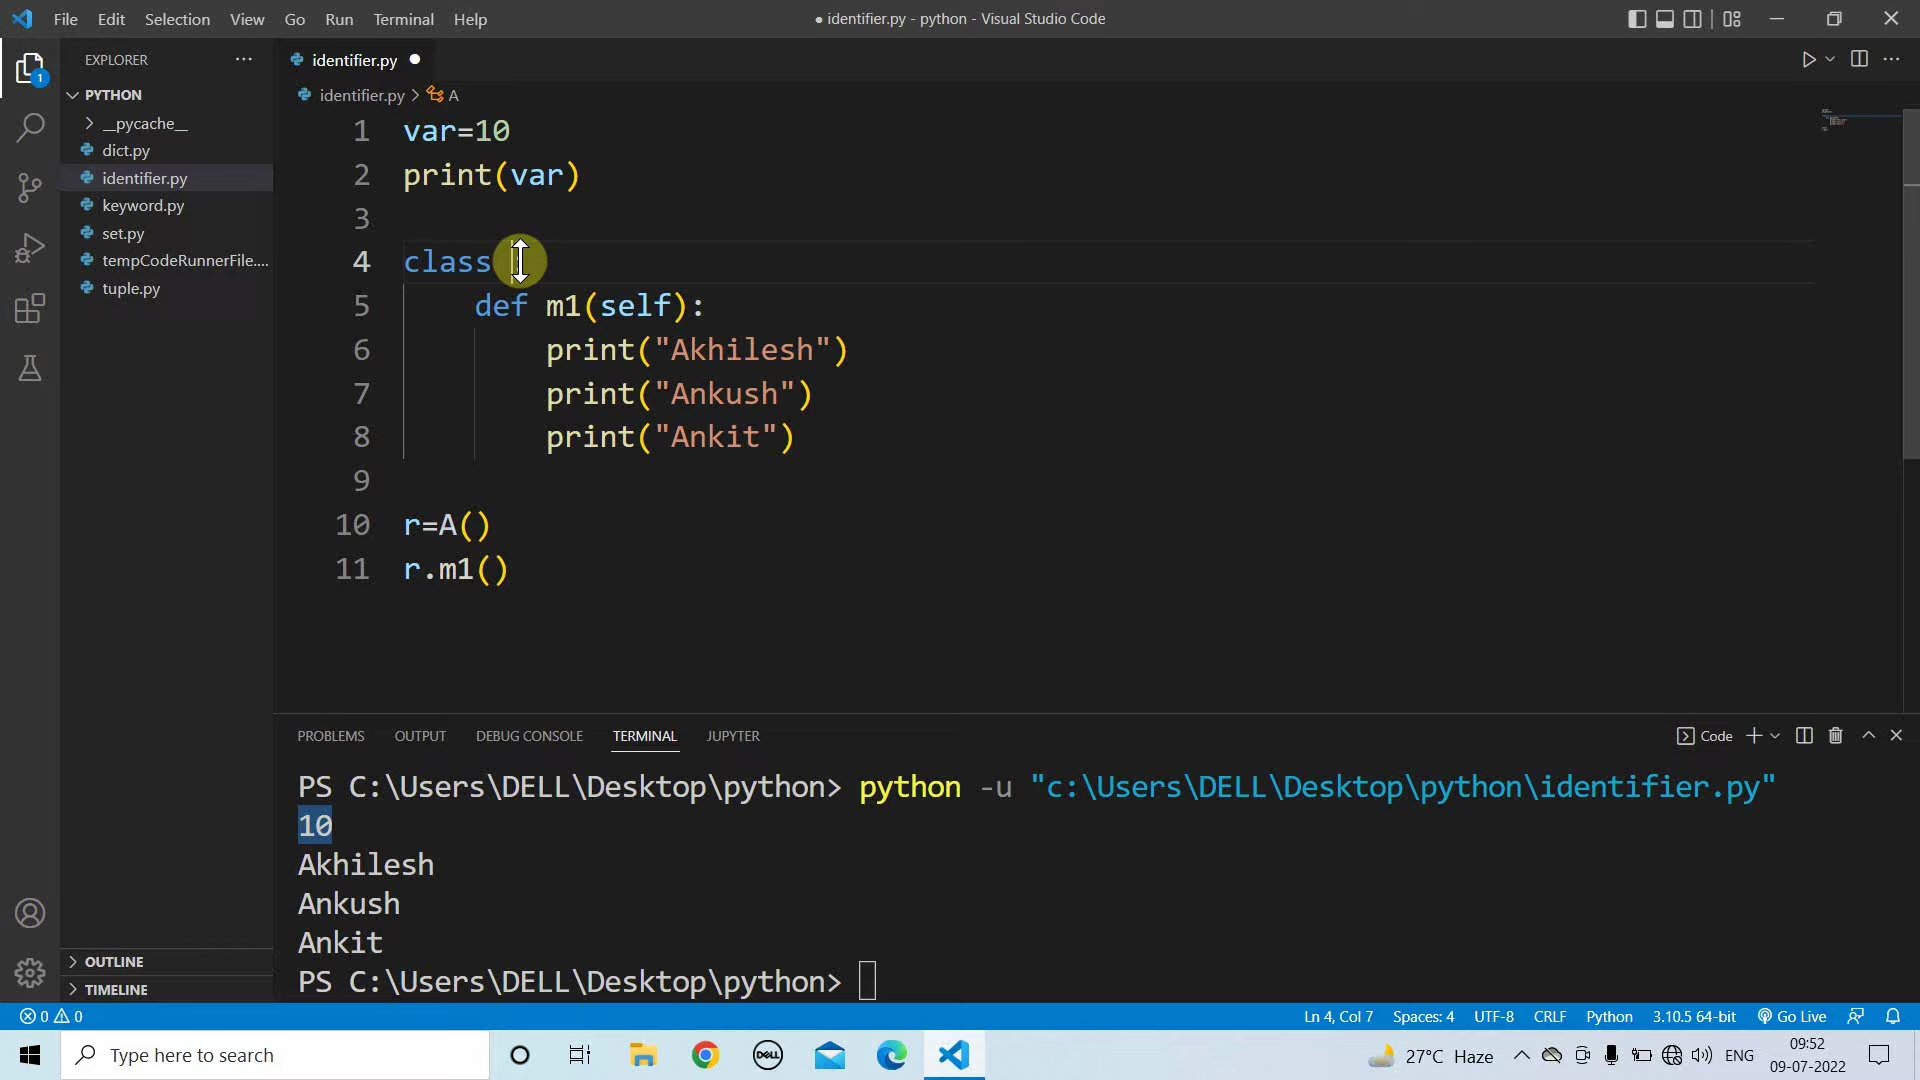 File Edit Selection View Go Run Terminal Help
● identifier.py - python - Visual Studio Code
EXPLORER
identifier.py
1
PYTHON
identifier.py > A
__pycache__
dict.py
identifier.py
keyword.py
set.py
tempCodeRunnerFile....
tuple.py
1 var=10
2 print(var)
3
4 class
5 def m1(self):
6 print("Akhilesh")
7 print("Ankush")
8 print("Ankit")
9
10 r=A()
11 r.m1()
PROBLEMS OUTPUT DEBUG CONSOLE TERMINAL JUPYTER
Code
PS C:\Users\DELL\Desktop\python> python -u "c:\Users\DELL\Desktop\python\identifier.py"
10
Akhilesh
Ankush
Ankit
PS C:\Users\DELL\Desktop\python>
OUTLINE
TIMELINE
0 0
Ln 4, Col 7 Spaces: 4 UTF-8 CRLF Python 3.10.5 64-bit Go Live
Type here to search
DELL
27°C Haze
ENG
09:52
09-07-2022